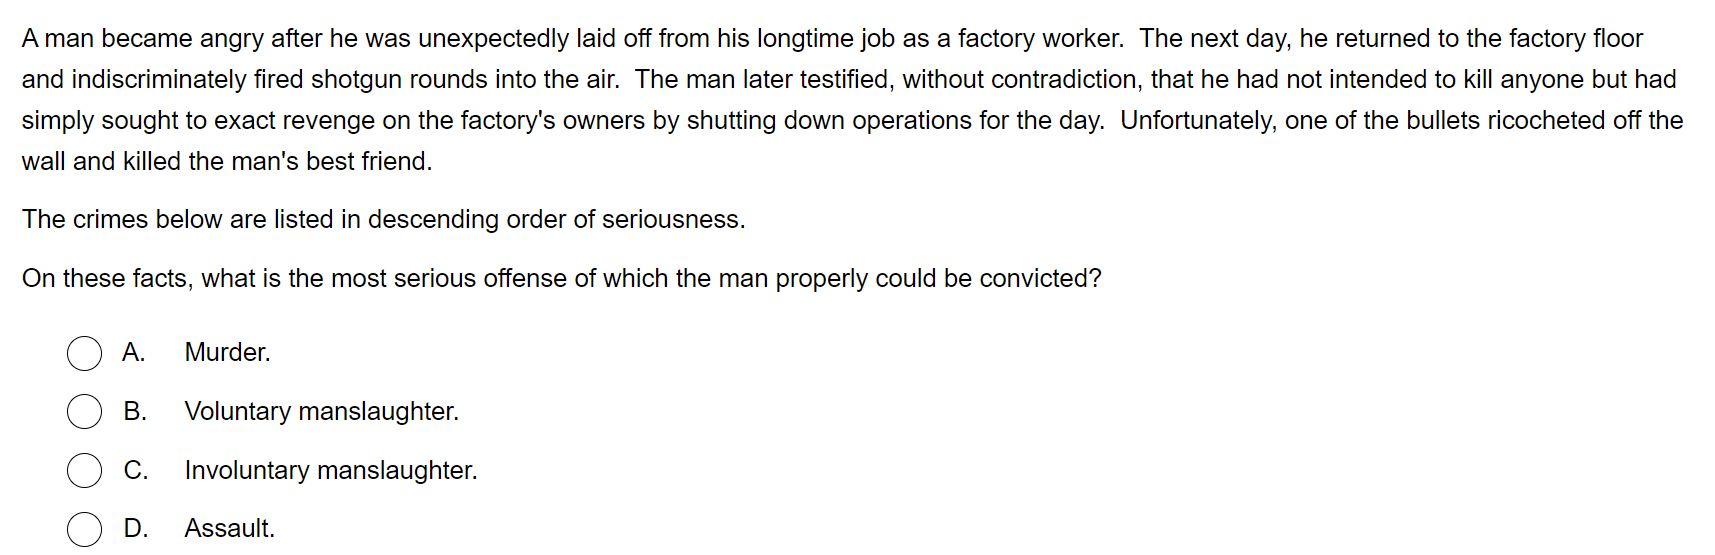 A man became angry after he was unexpectedly laid off from his longtime job as a factory worker.  The next day, he returned to the factory floor
and indiscriminately fired shotgun rounds into the air.  The man later testified, without contradiction, that he had not intended to kill anyone but had
simply sought to exact revenge on the factory's owners by shutting down operations for the day.  Unfortunately, one of the bullets ricocheted off the
wall and killed the man's best friend.
The crimes below are listed in descending order of seriousness.
On these facts, what is the most serious offense of which the man properly could be convicted?
A. Murder.
B. Voluntary manslaughter.
C. Involuntary manslaughter.
D. Assault.